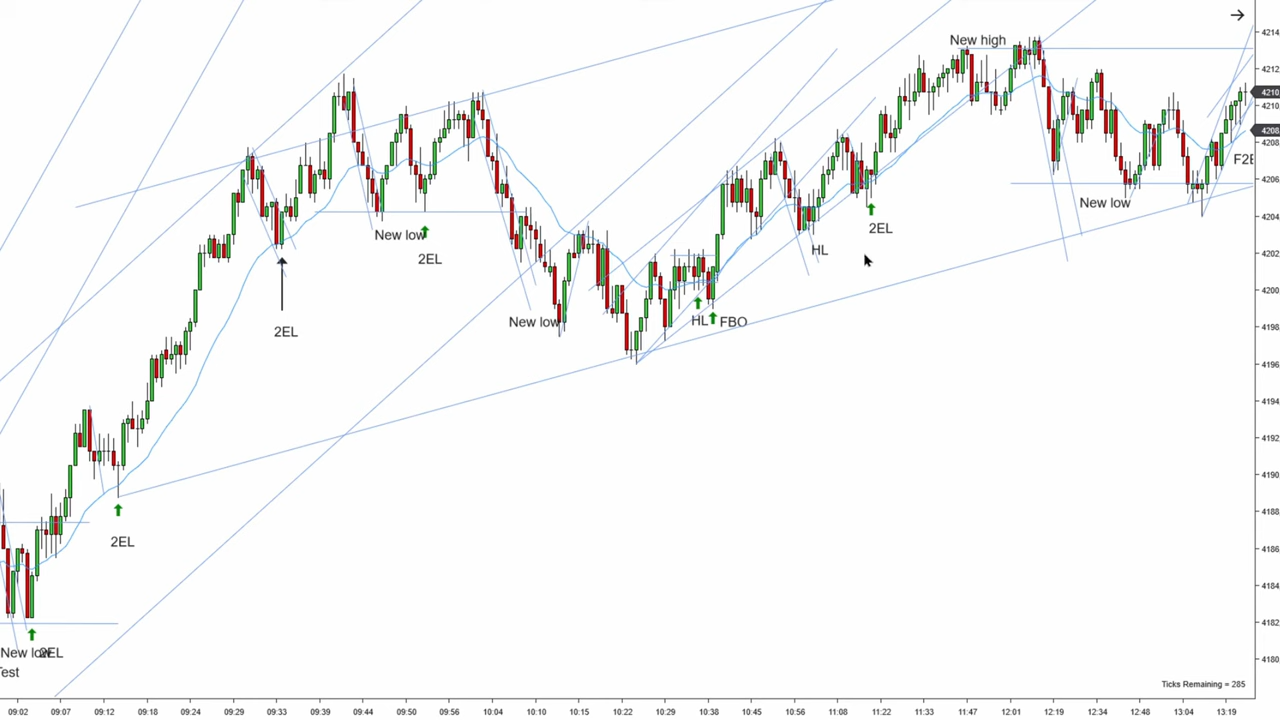 New high
4214
4212
4210
4210.
4208
4208.
4206
4204
4202
4200.
4198
4196
4194
4192
4190.
4188
4186
4184
4182
4180.
F2E
New low
New low
2EL
2EL
HL
2EL
New low
HL
FBO
2EL
2EL
New low
2EL
Test
Ticks Remaining = 285
09:02 09:07 09:12 09:18 09:24 09:29 09:33 09:39 09:44 09:50 09:56 10:04 10:10 10:15 10:22 10:29 10:38 10:45 10:56 11:08 11:22 11:33 11:47 12:01 12:19 12:34 12:48 13:04 13:19